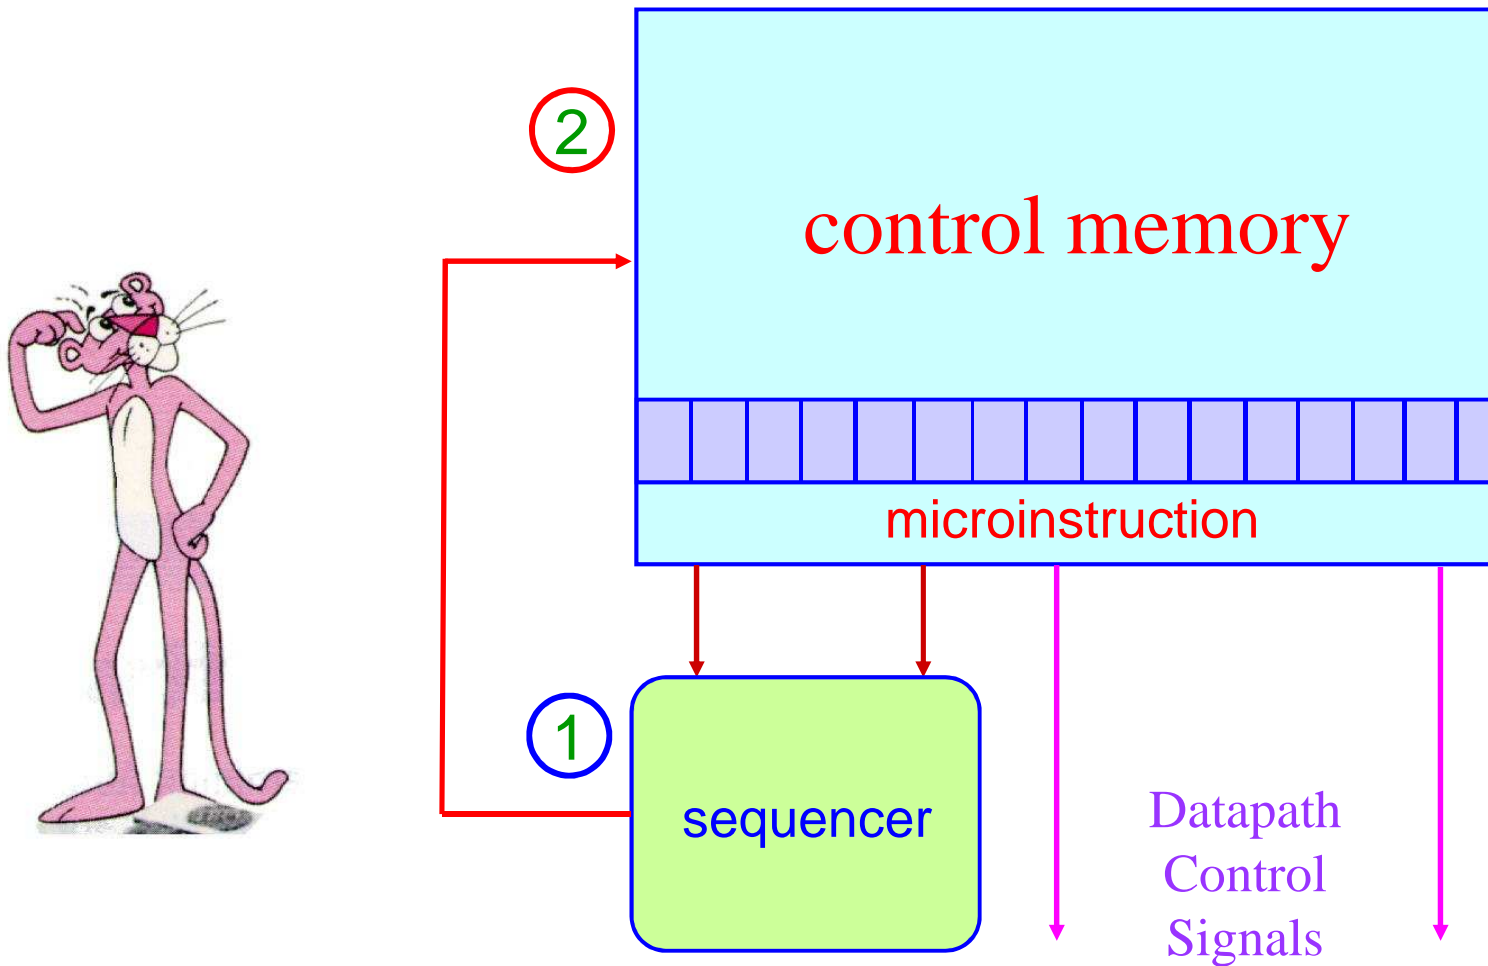 2
control memory
microinstruction
1
sequencer
Datapath
Control
Signals